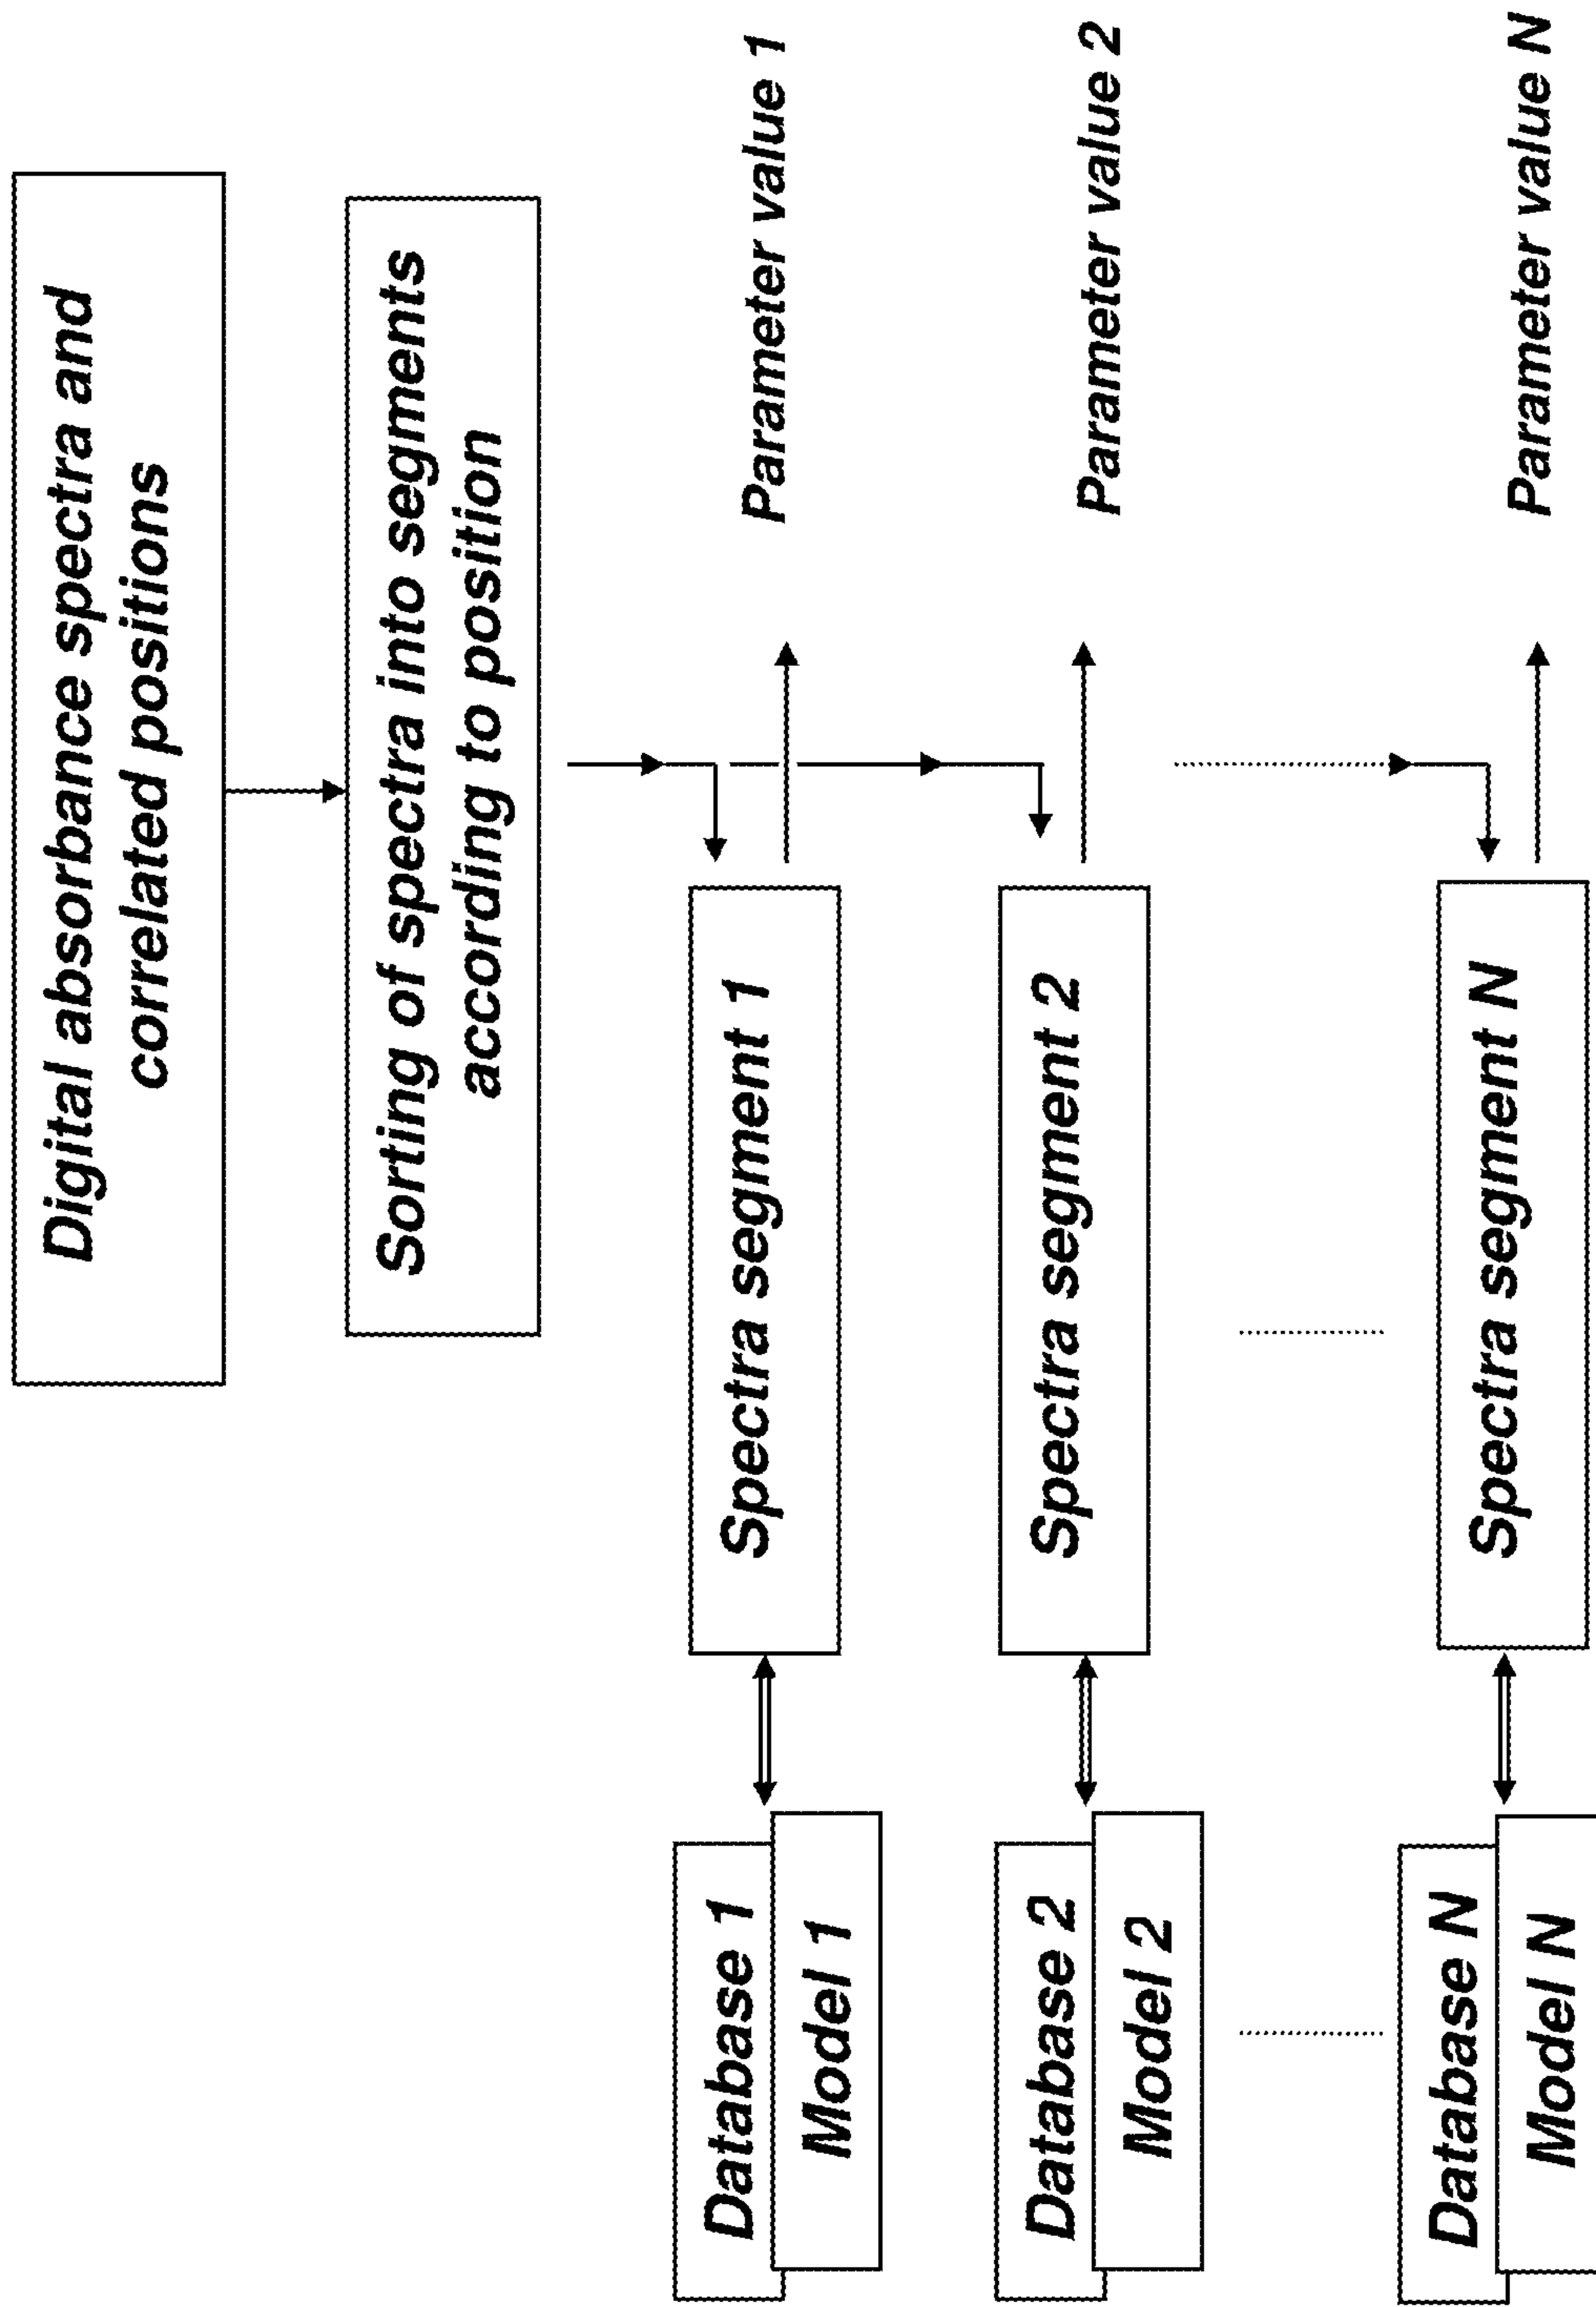 Digital absorbance spectra and
correlated positions
Sorting of spectra into segments
according to position
Database 1
Model 1
Spectra segment 1
Parameter value 1
Database 2
Model 2
Spectra segment 2
Parameter value 2
Database N
Model N
Spectra segment N
Parameter value N